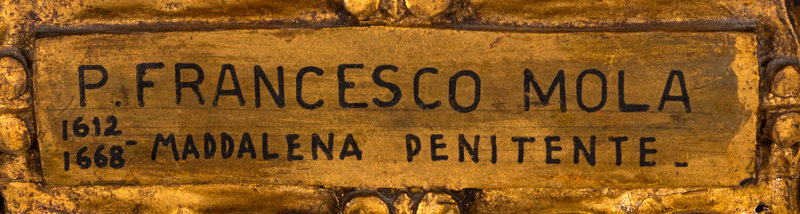 P. FRANCESCO MOLA
1612
1668 - MADDALENA PENITENTE -